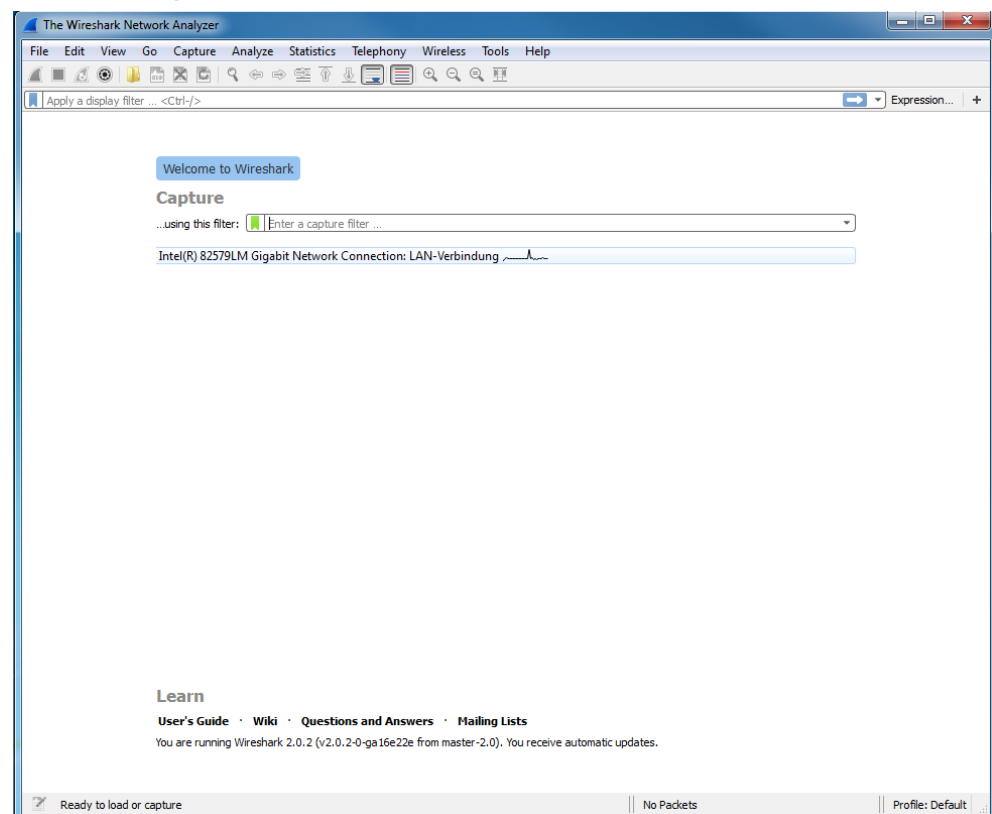 The Wireshark Network Analyzer
File Edit View Go Capture Analyze Statistics Telephony Wireless Tools Help
Apply a display filter ... <Ctrl-/>
Expression... +
Welcome to Wireshark
Capture
...using this filter: Enter a capture filter ...
Intel(R) 82579LM Gigabit Network Connection: LAN-Verbindung
Learn
User's Guide · Wiki · Questions and Answers · Mailing Lists
You are running Wireshark 2.0.2 (v2.0.2-0-ga16e22e from master-2.0). You receive automatic updates.
Ready to load or capture
No Packets
Profile: Default